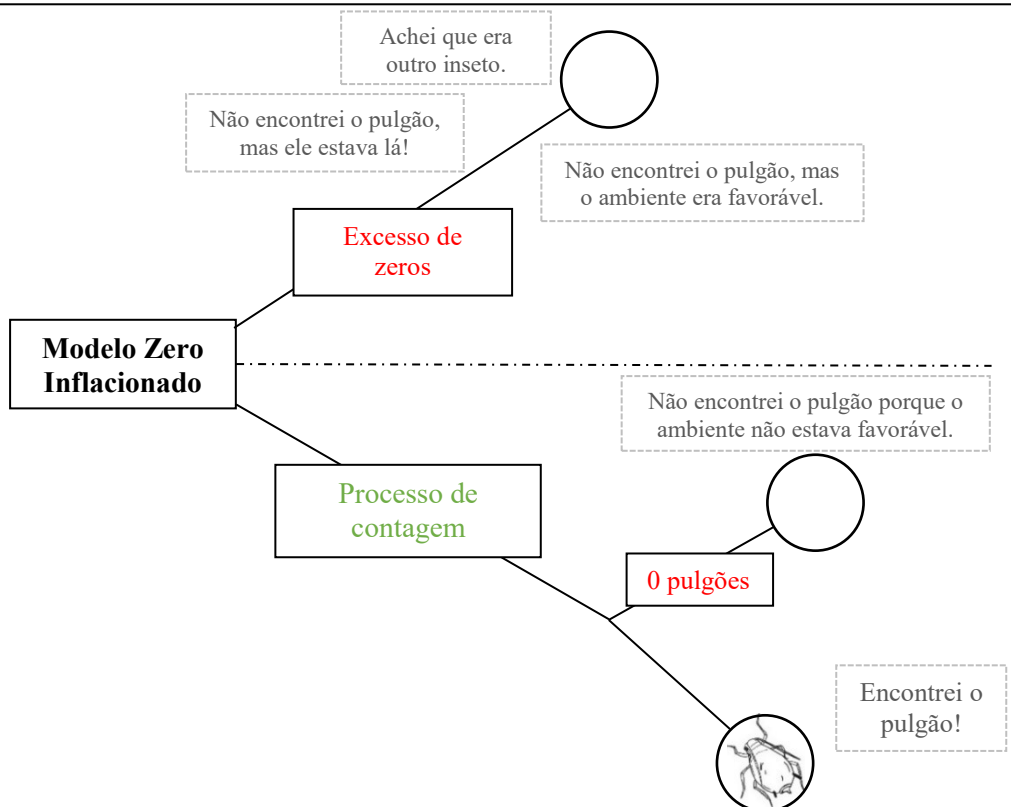 Achei que era
outro inseto.
Não encontrei o pulgão,
mas ele estava lá!
Não encontrei o pulgão, mas
o ambiente era favorável.
Excesso de
zeros
Modelo Zero
Inflacionado
Não encontrei o pulgão porque o
ambiente não estava favorável.
Processo de
contagem
0 pulgões
Encontrei o
pulgão!